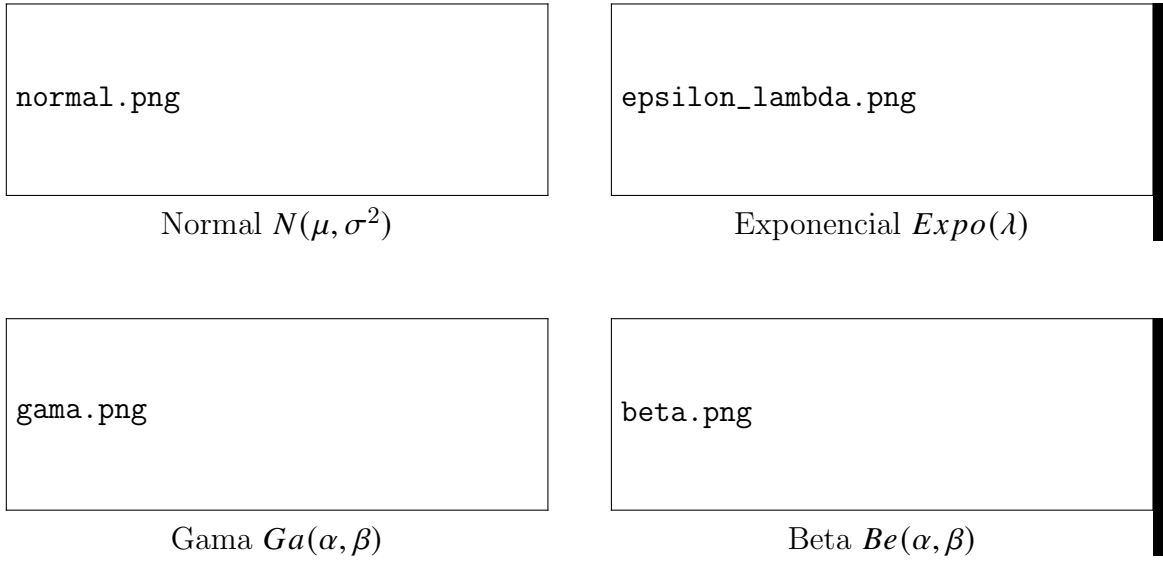 normal.png
epsilon_lambda.png
Normal N(μ, σ²)
Exponencial Expo(λ)
gama.png
beta.png
Gama Ga(α, β)
Beta Be(α, β)